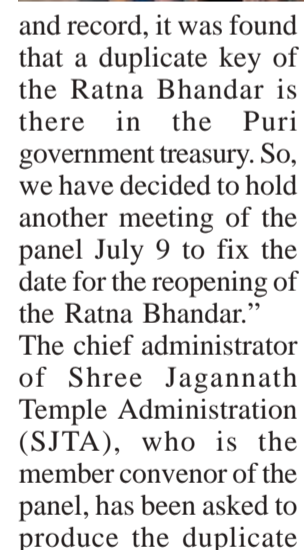 and record, it was found
that a duplicate key of
the Ratna Bhandar is
there in the Puri
government treasury. So,
we have decided to hold
another meeting of the
panel July 9 to fix the
date for the reopening of
the Ratna Bhandar.”
The chief administrator
of Shree Jagannath
Temple Administration
(SJTA), who is the
member convenor of the
panel, has been asked to
produce the duplicate